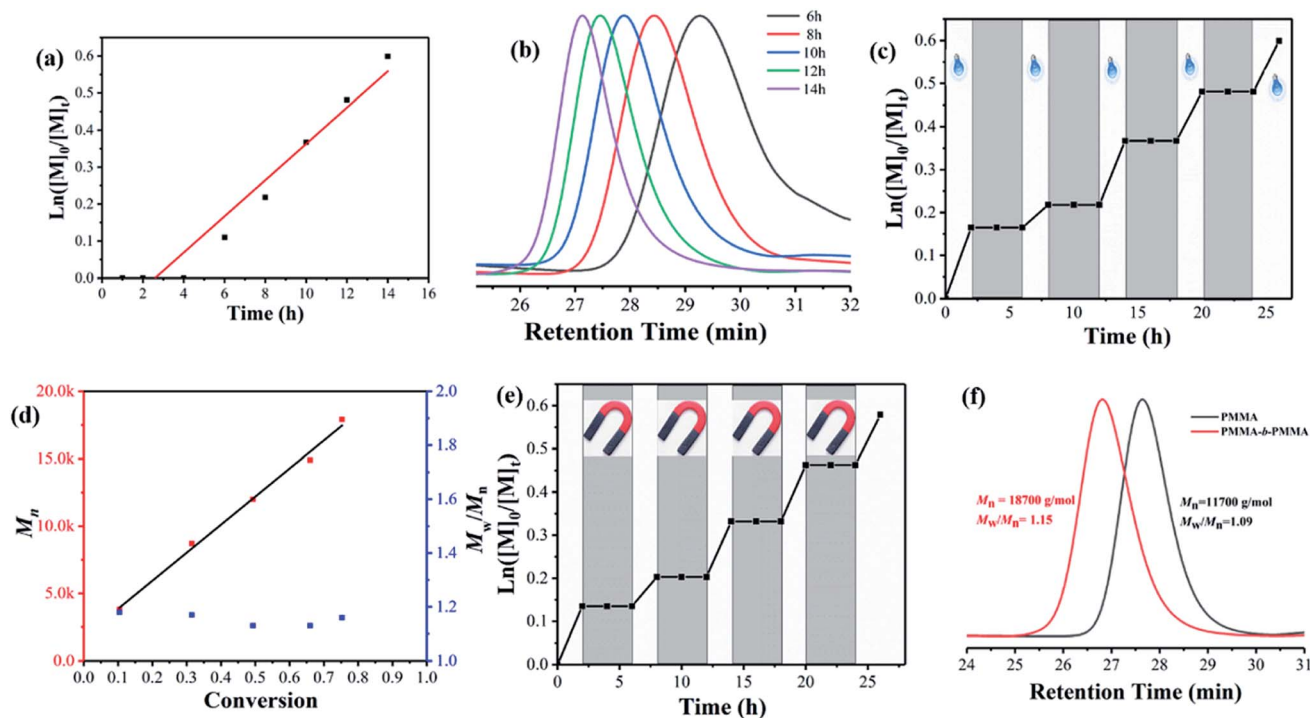 (a)
Ln([M]0/[M]t)
0.6
0.5
0.4
0.3
0.2
0.1
0.0
0 2 4 6 8 10 12 14 16
Time (h)
(b)
6h
8h
10h
12h
14h
26 27 28 29 30 31 32
Retention Time (min)
(c)
Ln([M]0/[M]t)
0.6
0.5
0.4
0.3
0.2
0.1
0.0
0 5 10 15 20 25
Time (h)
(d)
Mn
20.0k
15.0k
10.0k
5.0k
0.0
2.0
1.8
1.6
1.4
1.2
1.0
Mw/Mn
0.0 0.1 0.2 0.3 0.4 0.5 0.6 0.7 0.8 0.9 1.0
Conversion
(e)
Ln([M]0/[M]t)
0.6
0.5
0.4
0.3
0.2
0.1
0.0
0 5 10 15 20 25
Time (h)
(f)
PMMA
PMMA-b-PMMA
Mn = 18700 g/mol
Mw/Mn= 1.15
Mn=11700 g/mol
Mw/Mn=1.09
24 25 26 27 28 29 30 31
Retention Time (min)